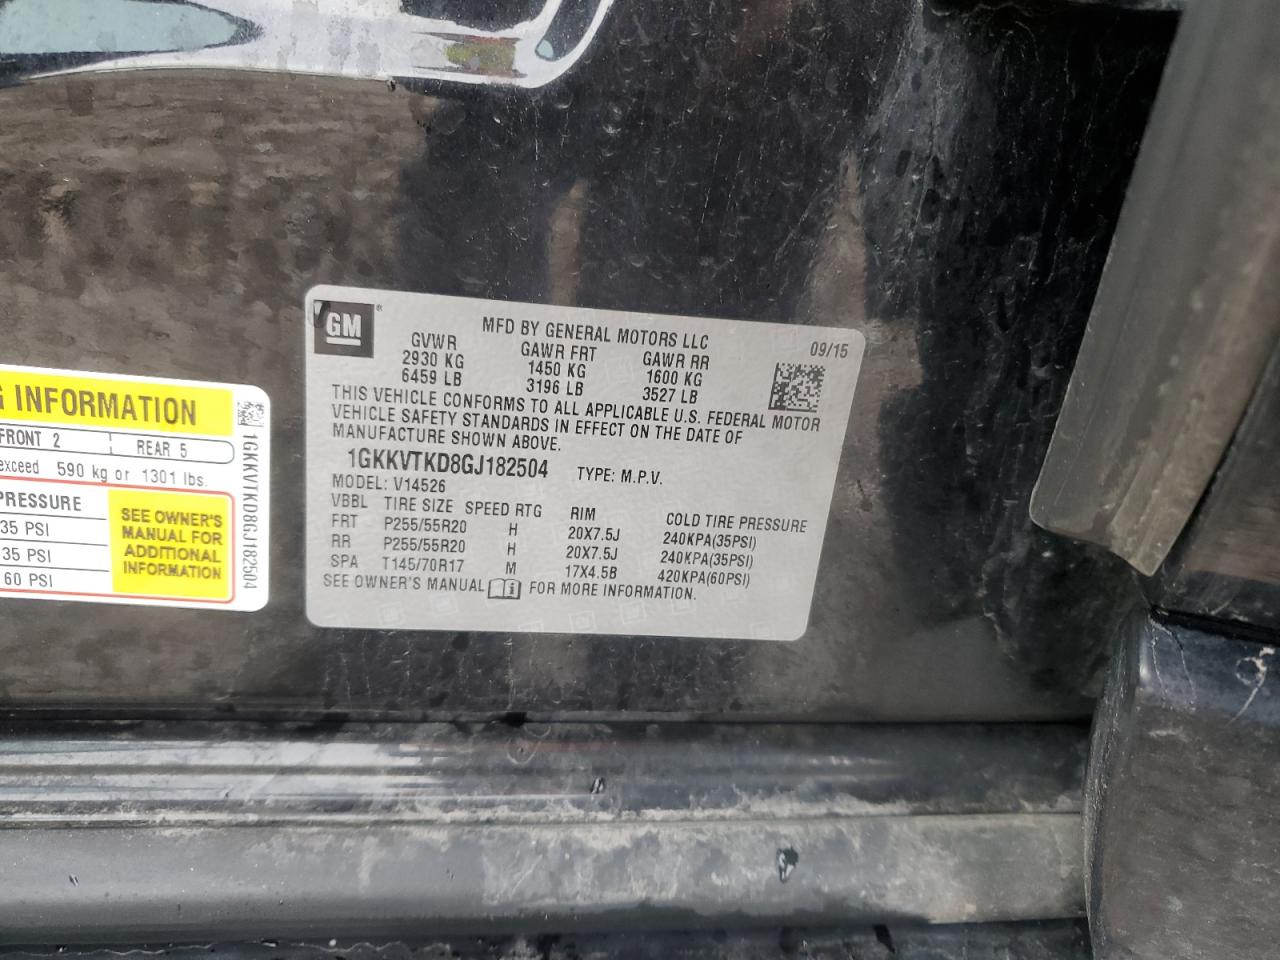 G INFORMATION
FRONT 2 REAR 5
exceed 590 kg or 1301 lbs.
PRESSURE
35 PSI
35 PSI
60 PSI
SEE OWNER'S
MANUAL FOR
ADDITIONAL
INFORMATION
1GKKVTKD8GJ182504
GM ®
MFD BY GENERAL MOTORS LLC
09/15
GVWR GAWR FRT GAWR RR
2930 KG 1450 KG 1600 KG
6459 LB 3196 LB 3527 LB
THIS VEHICLE CONFORMS TO ALL APPLICABLE U.S. FEDERAL MOTOR
VEHICLE SAFETY STANDARDS IN EFFECT ON THE DATE OF
MANUFACTURE SHOWN ABOVE.
1GKKVTKD8GJ182504 TYPE: M.P.V.
MODEL: V14526
VBBL TIRE SIZE SPEED RTG RIM COLD TIRE PRESSURE
FRT P255/55R20 H 20X7.5J 240KPA(35PSI)
RR P255/55R20 H 20X7.5J 240KPA(35PSI)
SPA T145/70R17 M 17X4.5B 420KPA(60PSI)
SEE OWNER'S MANUAL i FOR MORE INFORMATION.